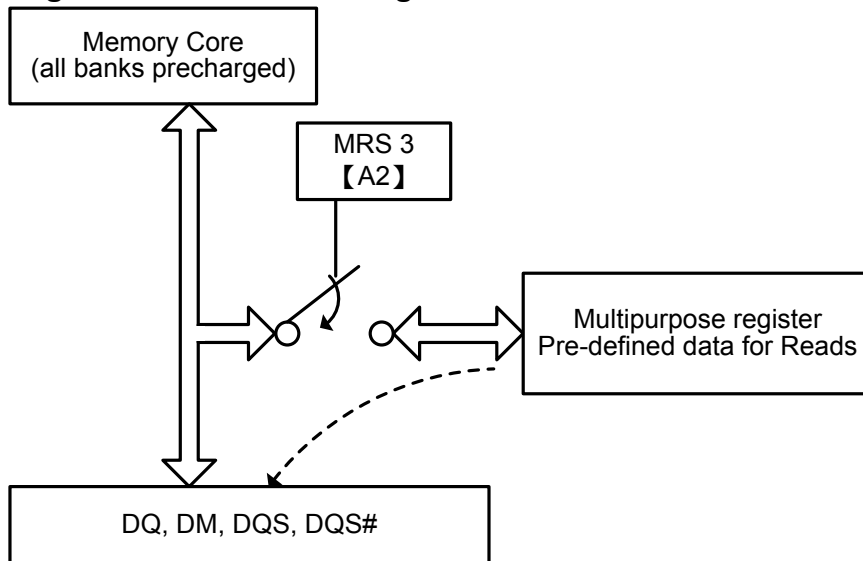 Memory Core
(all banks precharged)
MRS 3
【A2】
Multipurpose register
Pre-defined data for Reads
DQ, DM, DQS, DQS#